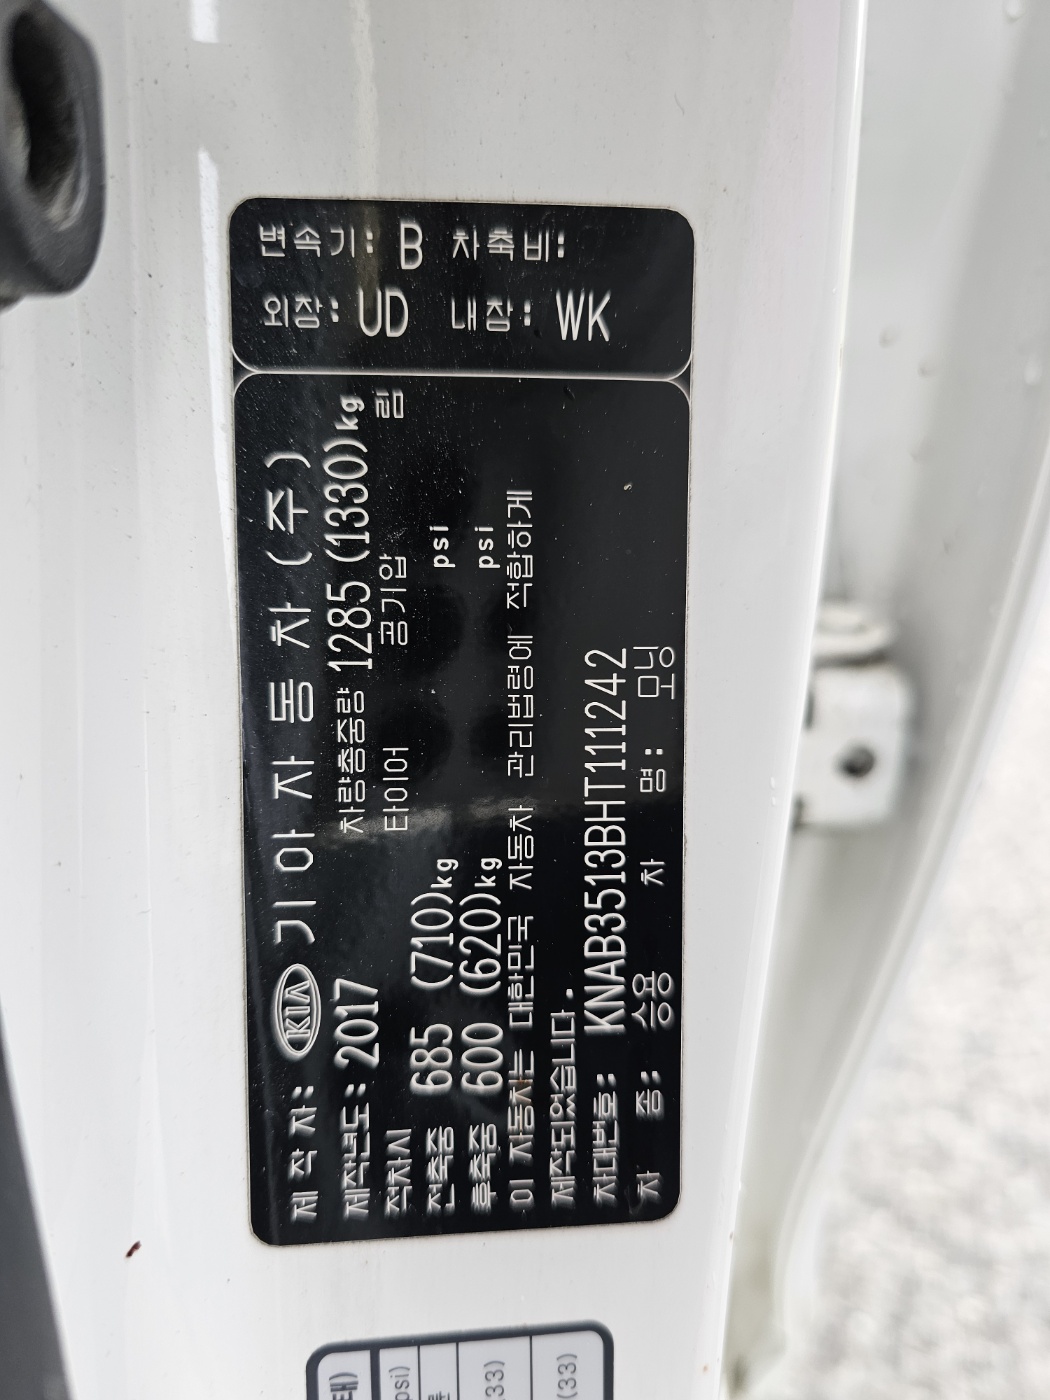 변속기: B 차축비:
외장: UD 내장: WK
제작자: KIA 기아자동차(주)
제작년도: 2017 차량총중량 1285 (1330)kg
적차시 타이어 공기압 림
전축중 685 (710)kg psi
후축중 600 (620)kg psi
이 자동차는 대한민국 자동차 관리법령에 적합하게
제작되었습니다.
차대번호: KNAB3513BHT111242
차 종: 승용 차 명: 모닝
psi)
(33)
(33)